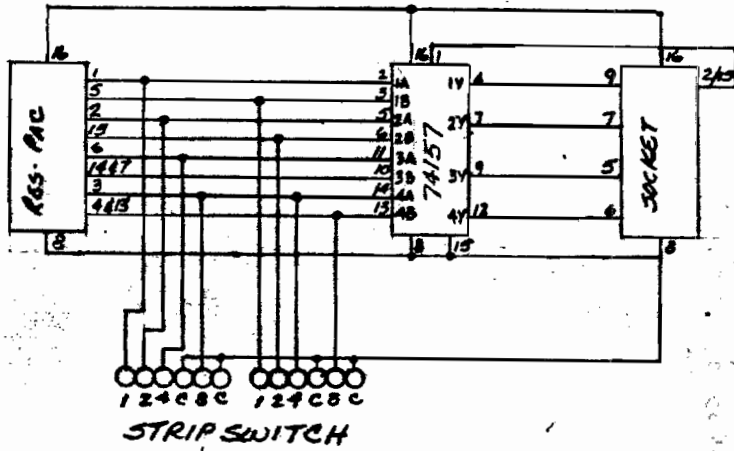 16 16 1 16
RES-PAC
1 2 1A 1Y 4 9 2/15
5 3 1B
2 5 2A 2Y 7 7
15 6 2B
6 11 3A 3Y 9 5
14&7 10 3B
3 14 4A 4Y 12 6
4&13 13 4B
74157
SOCKET
8 8 15 8
1 2 4 C 8 C 1 2 4 C 8 C
STRIP SWITCH